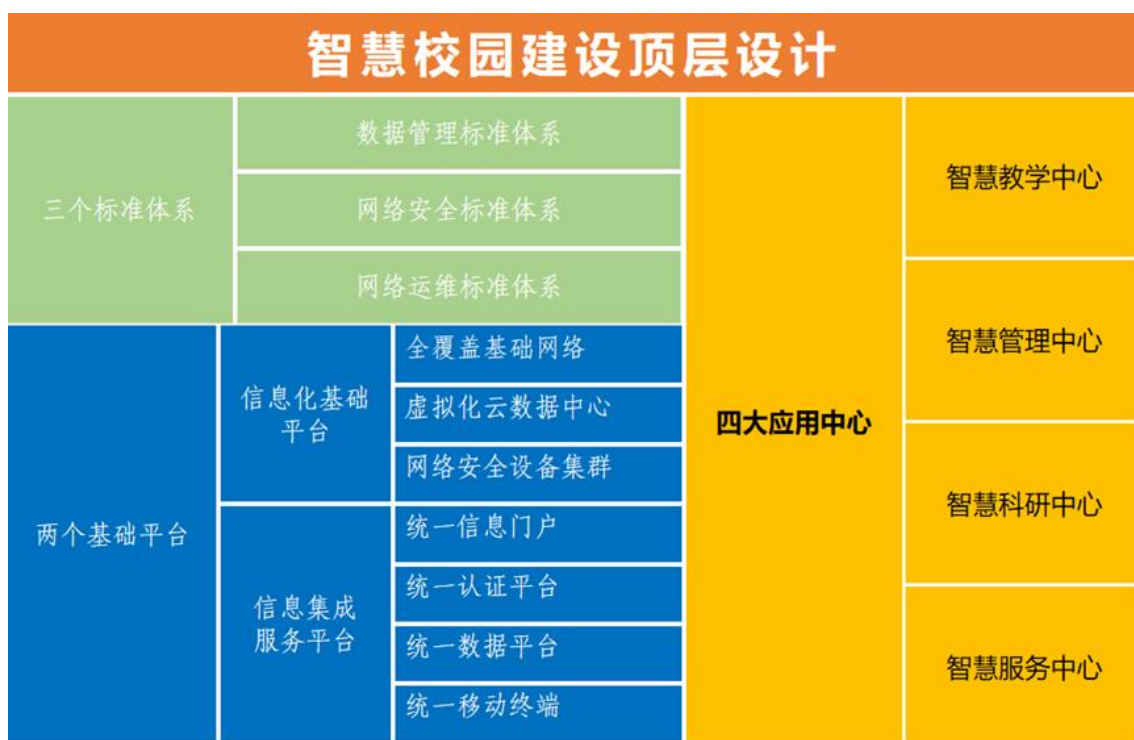 智慧校园建设顶层设计
三个标准体系
数据管理标准体系
网络安全标准体系
网络运维标准体系
两个基础平台
信息化基础
平台
全覆盖基础网络
虚拟化云数据中心
网络安全设备集群
信息集成
服务平台
统一信息门户
统一认证平台
统一数据平台
统一移动终端
四大应用中心
智慧教学中心
智慧管理中心
智慧科研中心
智慧服务中心